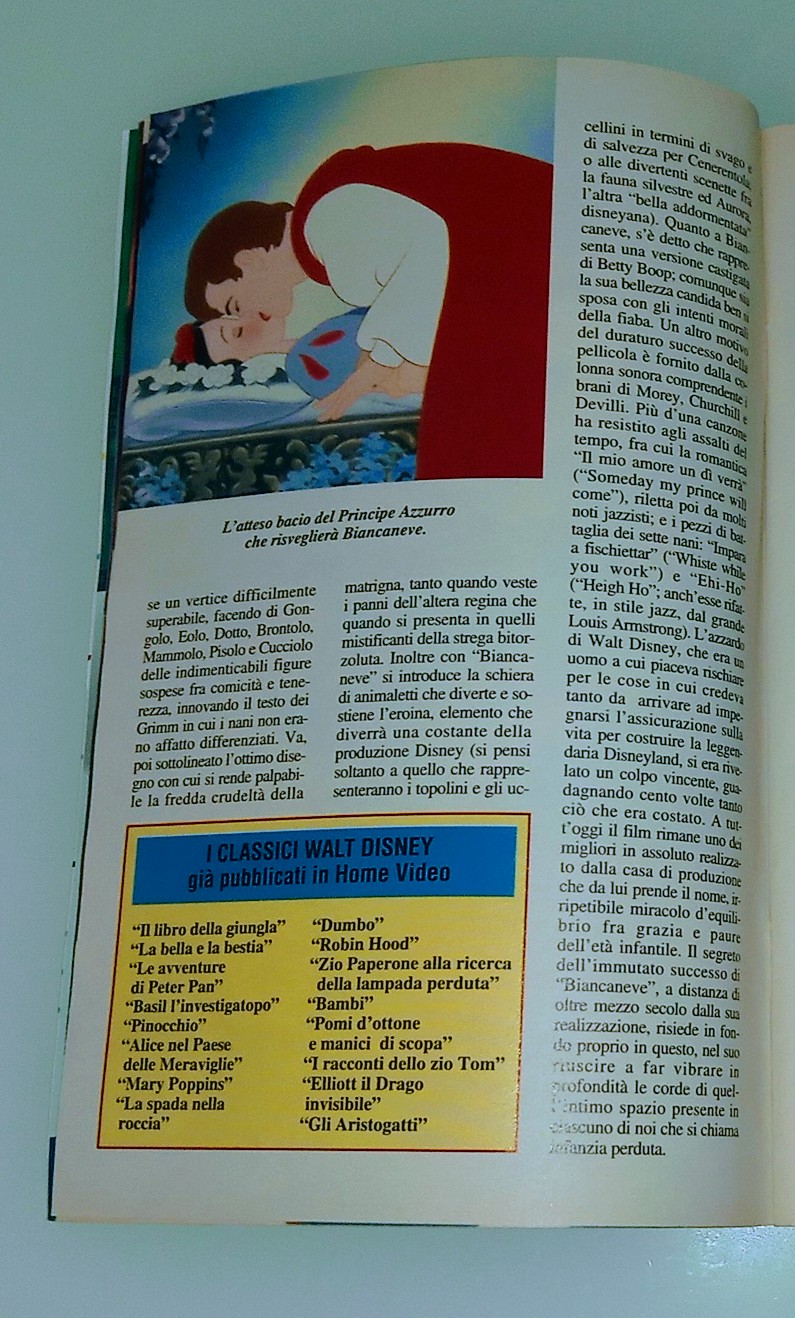 L'atteso bacio del Principe Azzurro
che risveglierà Biancaneve.
se un vertice difficilmente
superabile, facendo di Gon-
golo, Eolo, Dotto, Brontolo,
Mammolo, Pisolo e Cucciolo
delle indimenticabili figure
sospese fra comicità e tene-
rezza, innovando il testo dei
Grimm in cui i nani non era-
no affatto differenziati. Va,
poi sottolineato l'ottimo dise-
gno con cui si rende palpabi-
le la fredda crudeltà della
matrigna, tanto quando veste
i panni dell'altera regina che
quando si presenta in quelli
mistificanti della strega bitor-
zoluta. Inoltre con "Bianca-
neve" si introduce la schiera
di animaletti che diverte e so-
stiene l'eroina, elemento che
diverrà una costante della
produzione Disney (si pensi
soltanto a quello che rappre-
senteranno i topolini e gli uc-
cellini in termini di svago e
di salvezza per Cenerentola,
o alle divertenti scenette fra
la fauna silvestre ed Aurora,
l'altra "bella addormentata"
disneyana). Quanto a Bian-
caneve, s'è detto che rappre-
senta una versione castigata
di Betty Boop; comunque sia
la sua bellezza candida ben si
sposa con gli intenti morali
della fiaba. Un altro motivo
del duraturo successo della
pellicola è fornito dalla co-
lonna sonora comprendente i
brani di Morey, Churchill e
Devilli. Più d'una canzone
ha resistito agli assalti del
tempo, fra cui la romantica
"Il mio amore un dì verrà"
("Someday my prince will
come"), riletta poi da molti
noti jazzisti; e i pezzi di bat-
taglia dei sette nani: "Impara
a fischiettar" ("Whiste while
you work") e "Ehi-Ho"
("Heigh Ho"; anch'esse rifat-
te, in stile jazz, dal grande
Louis Armstrong). L'azzardo
di Walt Disney, che era un
uomo a cui piaceva rischiare
per le cose in cui credeva
tanto da arrivare ad impe-
gnarsi l'assicurazione sulla
vita per costruire la leggen-
daria Disneyland, si era rive-
lato un colpo vincente, gua-
dagnando cento volte tanto
ciò che era costato. A tut-
t'oggi il film rimane uno dei
migliori in assoluto realizza-
to dalla casa di produzione
che da lui prende il nome, ir-
ripetibile miracolo d'equili-
brio fra grazia e paure
dell'età infantile. Il segreto
dell'immutato successo di
"Biancaneve", a distanza di
oltre mezzo secolo dalla sua
realizzazione, risiede in fon-
do proprio in questo, nel suo
riuscire a far vibrare in
profondità le corde di quel-
l'intimo spazio presente in
ciascuno di noi che si chiama
infanzia perduta.
I CLASSICI WALT DISNEY
già pubblicati in Home Video
"Il libro della giungla"
"La bella e la bestia"
"Le avventure
di Peter Pan"
"Basil l'investigatopo"
"Pinocchio"
"Alice nel Paese
delle Meraviglie"
"Mary Poppins"
"La spada nella
roccia"
"Dumbo"
"Robin Hood"
"Zio Paperone alla ricerca
della lampada perduta"
"Bambi"
"Pomi d'ottone
e manici di scopa"
"I racconti dello zio Tom"
"Elliott il Drago
invisibile"
"Gli Aristogatti"